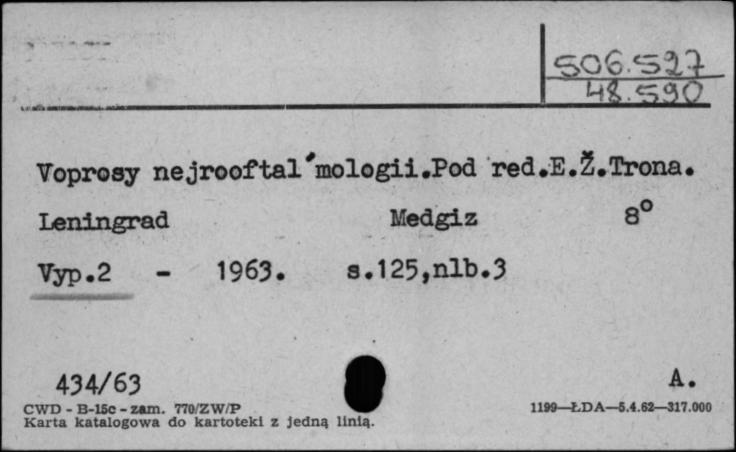 506.527
48.590
Voprosy nejrooftal'mologii.Pod red.E.Ž.Trona.
Leningrad Medgiz 8°
Vyp.2 - 1963. s.125,nlb.3
434/63 A.
CWD - B-15c - zam. 770/ZW/P 1199—ŁDA—5.4.62—317.000
Karta katalogowa do kartoteki z jedną linią.